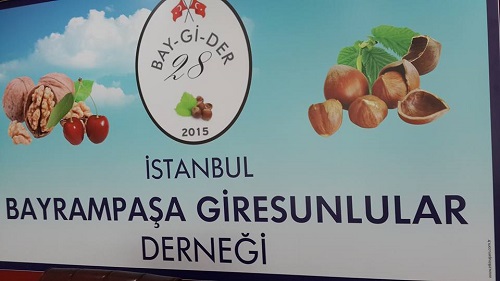 BAY-Gİ-DER
28
2015
İSTANBUL
BAYRAMPAŞA GİRESUNLULAR
DERNEĞİ